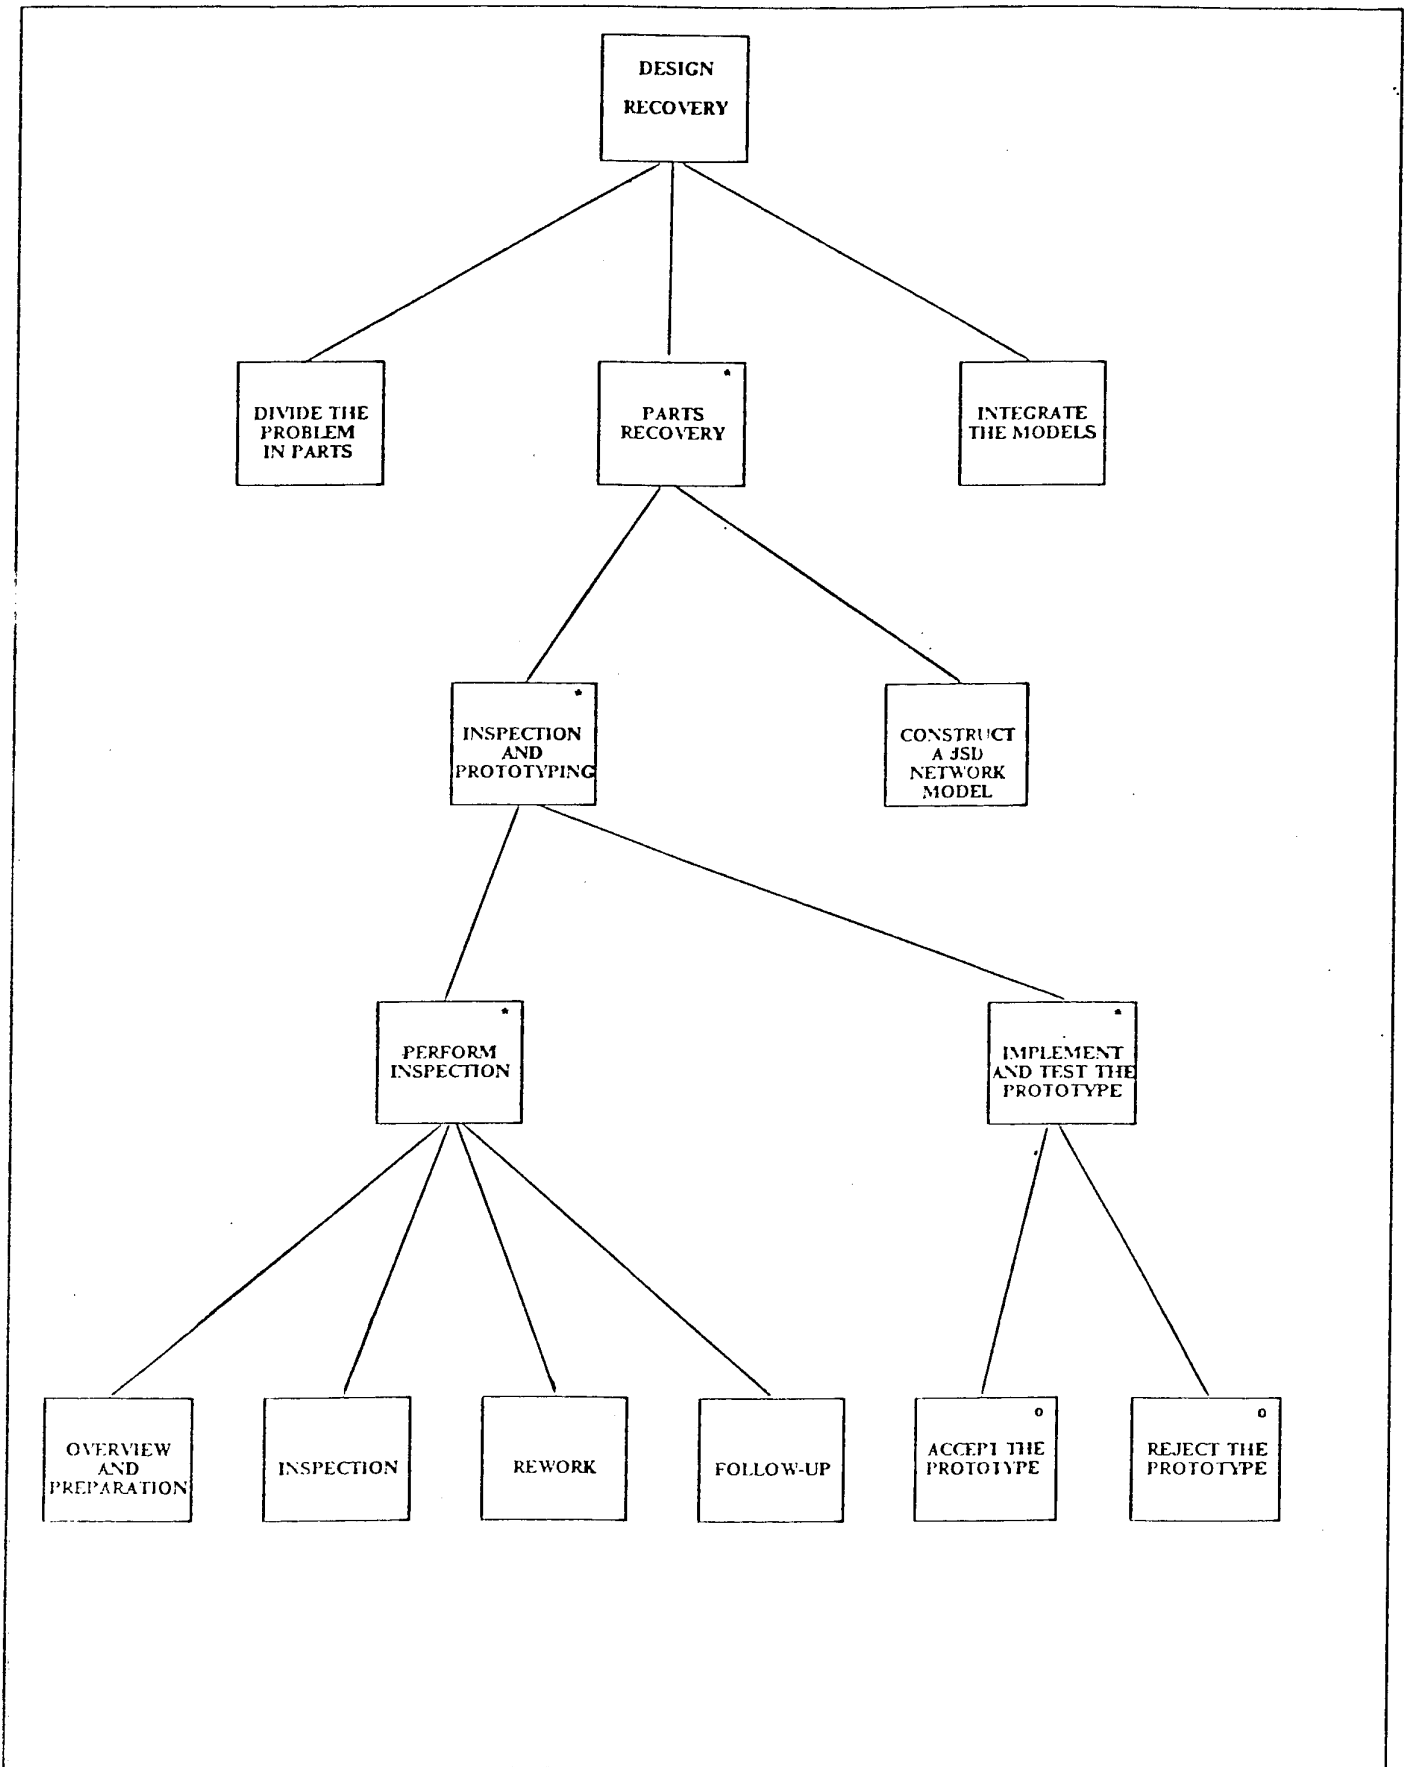 DESIGN
RECOVERY
DIVIDE THE
PROBLEM
IN PARTS
*
PARTS
RECOVERY
INTEGRATE
THE MODELS
*
INSPECTION
AND
PROTOTYPING
CONSTRUCT
A JSD
NETWORK
MODEL
*
PERFORM
INSPECTION
*
IMPLEMENT
AND TEST THE
PROTOTYPE
OVERVIEW
AND
PREPARATION
INSPECTION
REWORK
FOLLOW-UP
o
ACCEPT THE
PROTOTYPE
o
REJECT THE
PROTOTYPE